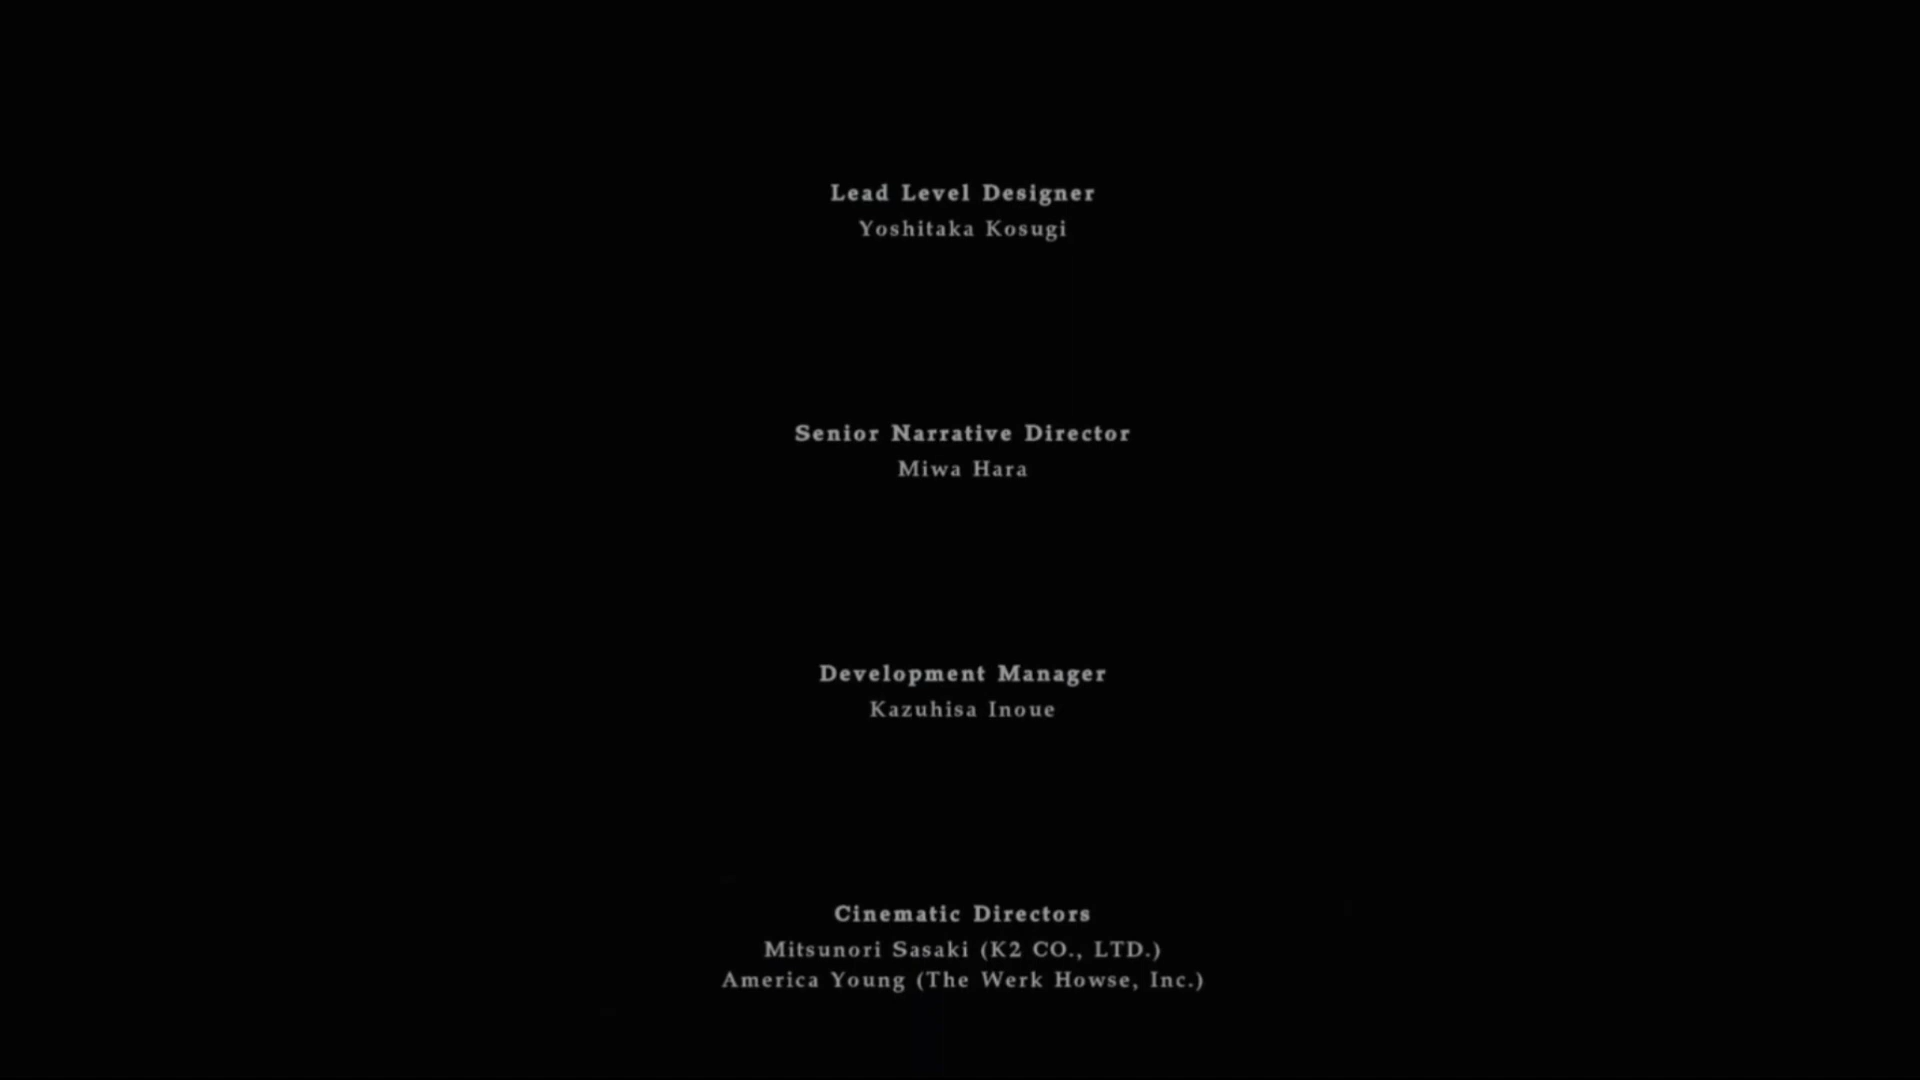 Lead Level Designer
Yoshitaka Kosugi
Senior Narrative Director
Miwa Hara
Development Manager
Kazuhisa Inoue
Cinematic Directors
Mitsunori Sasaki (K2 CO., LTD.)
America Young (The Werk Howse, Inc.)